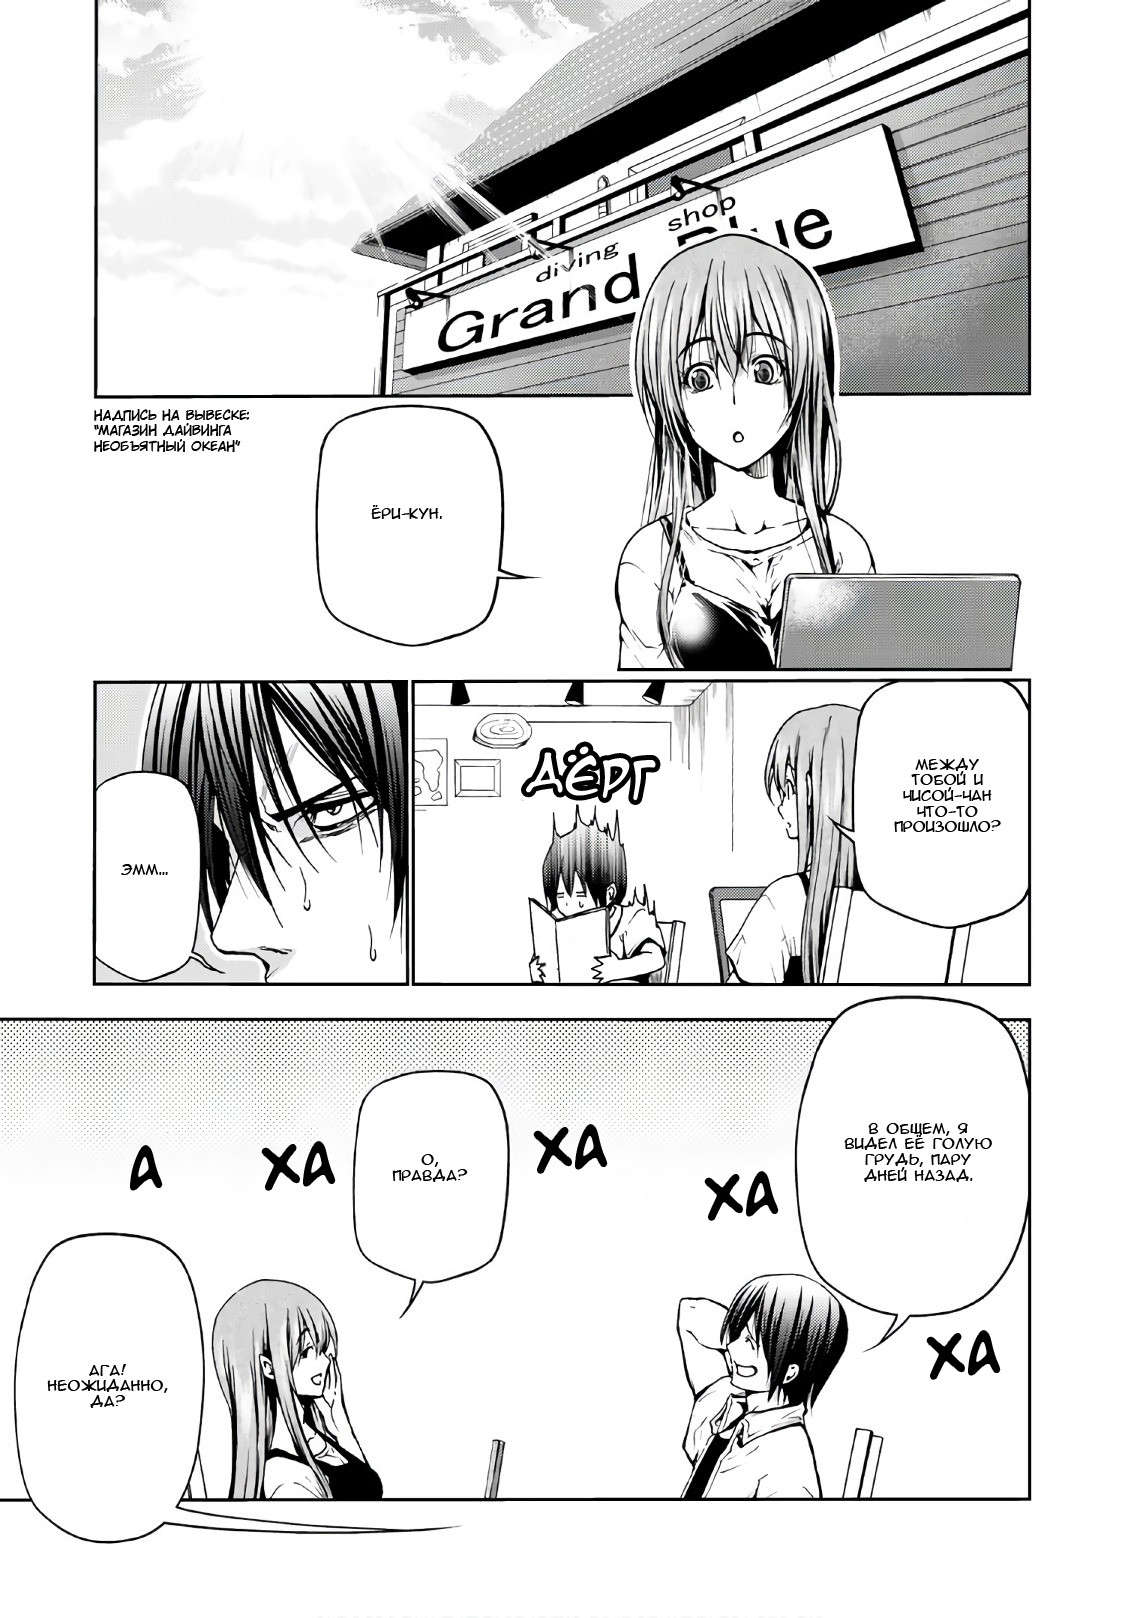 diving shop
Grand Blue
НАДПИСЬ НА ВЫВЕСКЕ:
"МАГАЗИН ДАЙВИНГА
НЕОБЪЯТНЫЙ ОКЕАН"
ЁРИ-КУН.
МЕЖДУ
ТОБОЙ И
ЧИСОЙ-ЧАН
ЧТО-ТО
ПРОИЗОШЛО?
ДЁРГ
ЭММ...
В ОБЩЕМ, Я
ВИДЕЛ ЕЁ ГОЛУЮ
ГРУДЬ, ПАРУ
ДНЕЙ НАЗАД.
ХА
ХА
ХА
О,
ПРАВДА?
ХА
А
АГА!
НЕОЖИДАННО,
ДА?